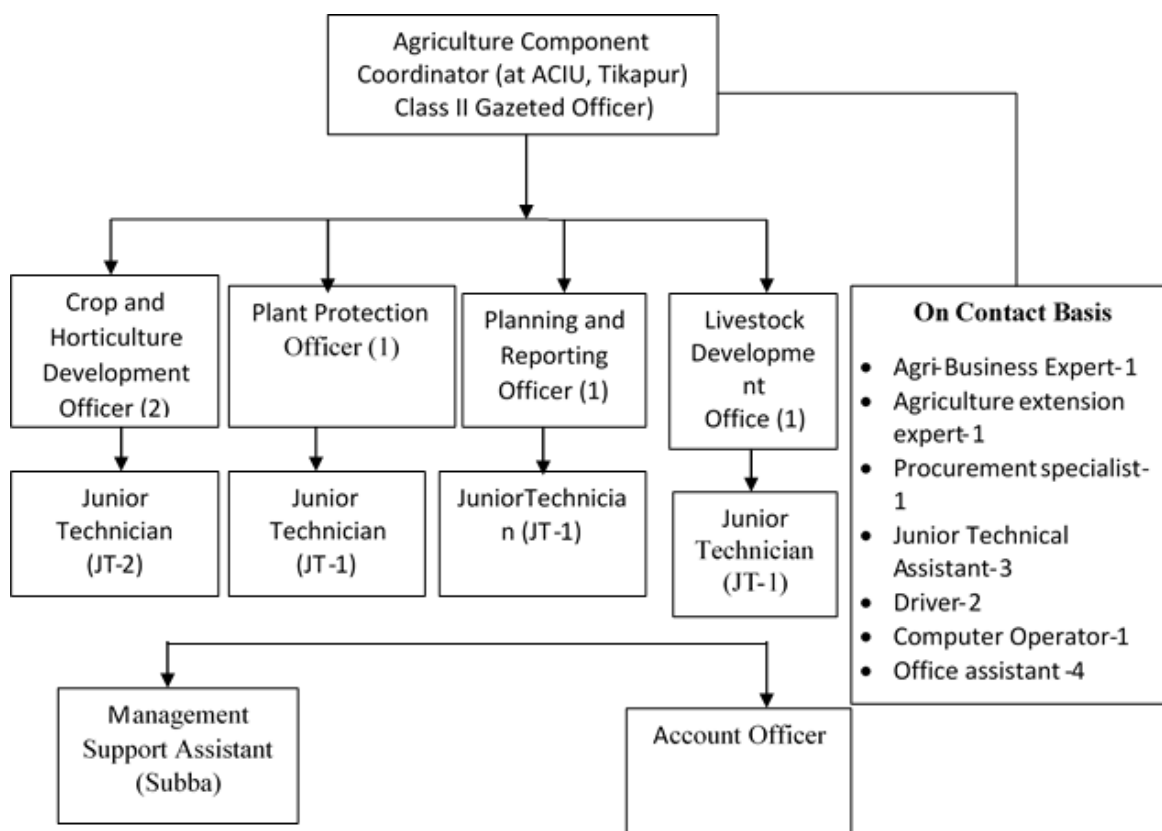 Agriculture Component
Coordinator (at ACIU, Tikapur)
Class II Gazeted Officer)
Crop and
Horticulture
Development
Officer (2)
Plant Protection
Officer (1)
Planning and
Reporting
Officer (1)
Livestock
Developme
nt
Office (1)
On Contact Basis
• Agri-Business Expert-1
• Agriculture extension
expert-1
• Procurement specialist-
1
• Junior Technical
Assistant-3
• Driver-2
• Computer Operator-1
• Office assistant -4
Junior
Technician
(JT-2)
Junior
Technician
(JT-1)
JuniorTechnicia
n (JT-1)
Junior
Technician
(JT-1)
Management
Support Assistant
(Subba)
Account Officer